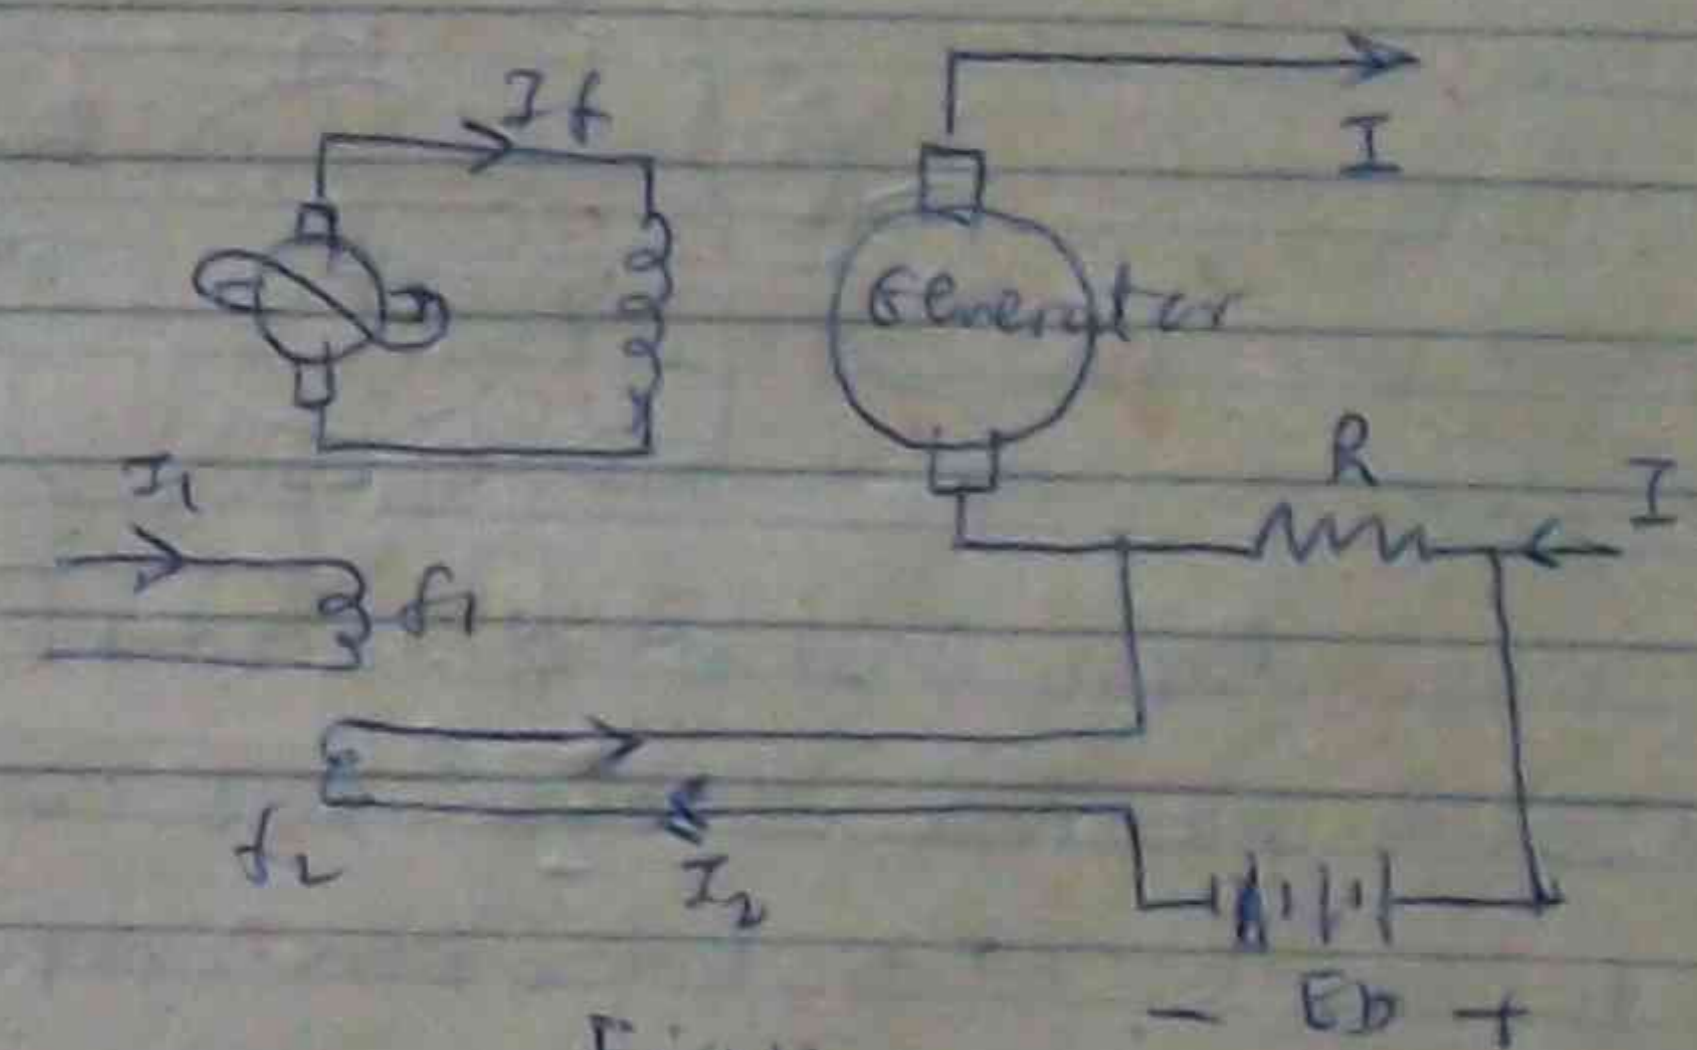 If
I
Generator
R
I
I1
f1
f2
I2
- Eb +